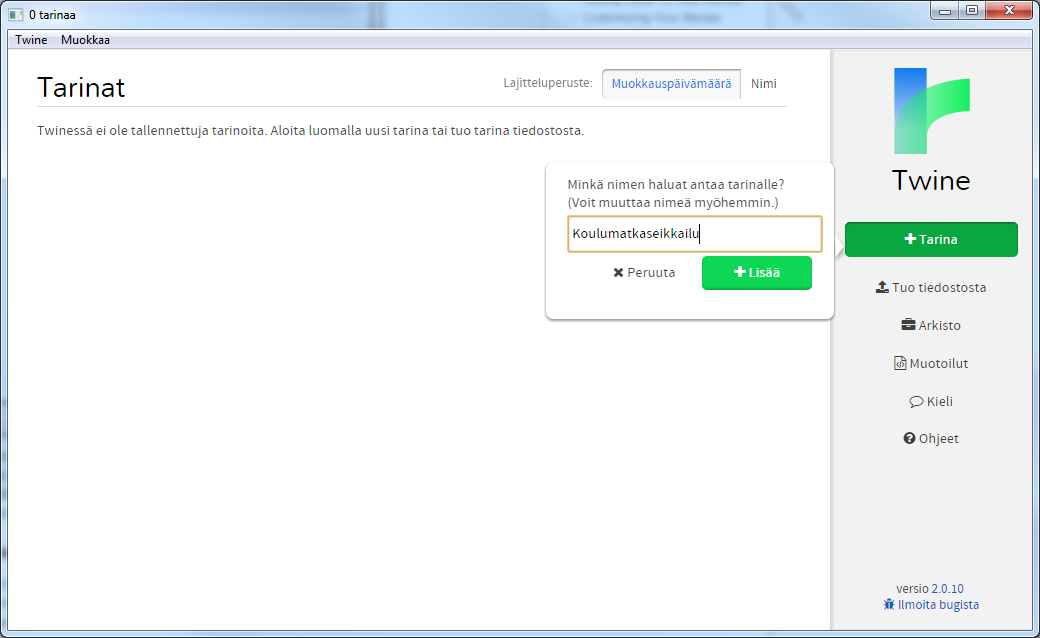 0 tarinaa
Twine Muokkaa
Tarinat
Lajitteluperuste: Muokkauspäivämäärä Nimi
Twinessä ei ole tallennettuja tarinoita. Aloita luomalla uusi tarina tai tuo tarina tiedostosta.
Minkä nimen haluat antaa tarinalle?
(Voit muuttaa nimeä myöhemmin.)
Koulumatkaseikkailu
Peruuta
Lisää
Twine
Tarina
Tuo tiedostosta
Arkisto
Muotoilut
Kieli
Ohjeet
versio 2.0.10
Ilmoita bugista